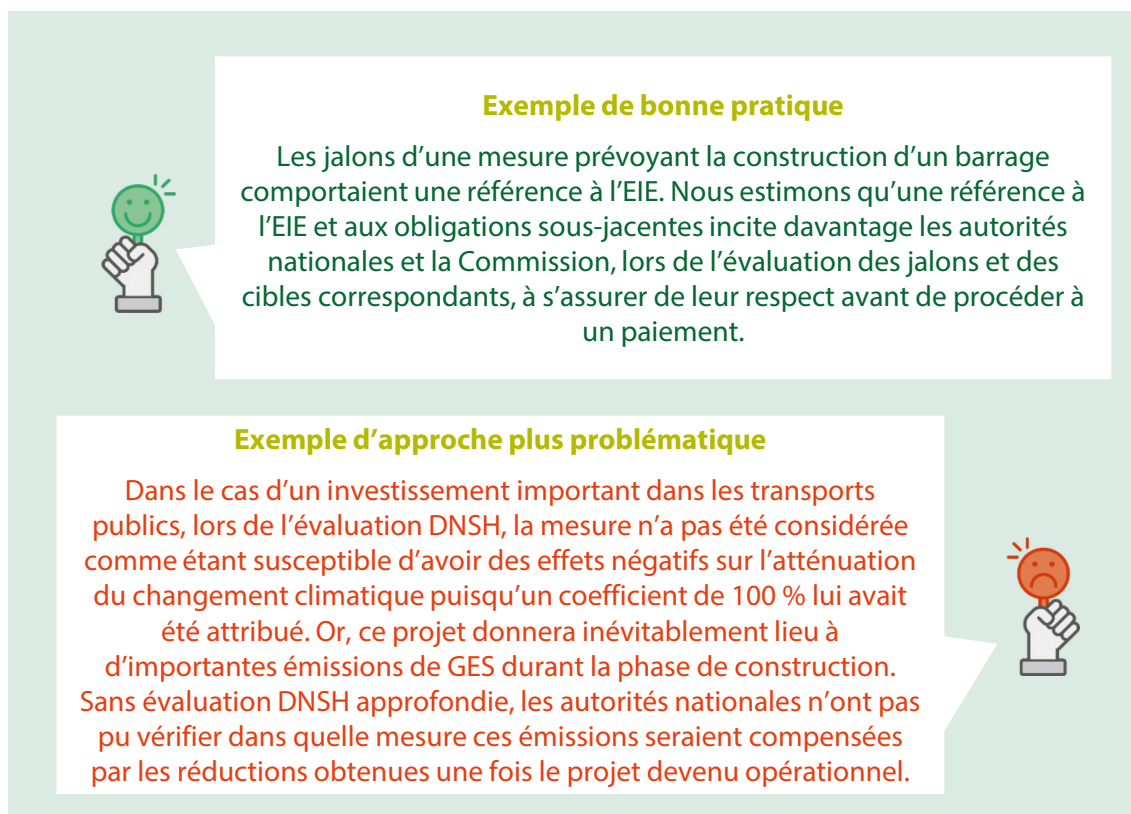 Exemple de bonne pratique
Les jalons d’une mesure prévoyant la construction d’un barrage
comportaient une référence à l’EIE. Nous estimons qu’une référence à
l’EIE et aux obligations sous-jacentes incite davantage les autorités
nationales et la Commission, lors de l’évaluation des jalons et des
cibles correspondants, à s’assurer de leur respect avant de procéder à
un paiement.
Exemple d’approche plus problématique
Dans le cas d’un investissement important dans les transports
publics, lors de l’évaluation DNSH, la mesure n’a pas été considérée
comme étant susceptible d’avoir des effets négatifs sur l’atténuation
du changement climatique puisqu’un coefficient de 100 % lui avait
été attribué. Or, ce projet donnera inévitablement lieu à
d’importantes émissions de GES durant la phase de construction.
Sans évaluation DNSH approfondie, les autorités nationales n’ont pas
pu vérifier dans quelle mesure ces émissions seraient compensées
par les réductions obtenues une fois le projet devenu opérationnel.